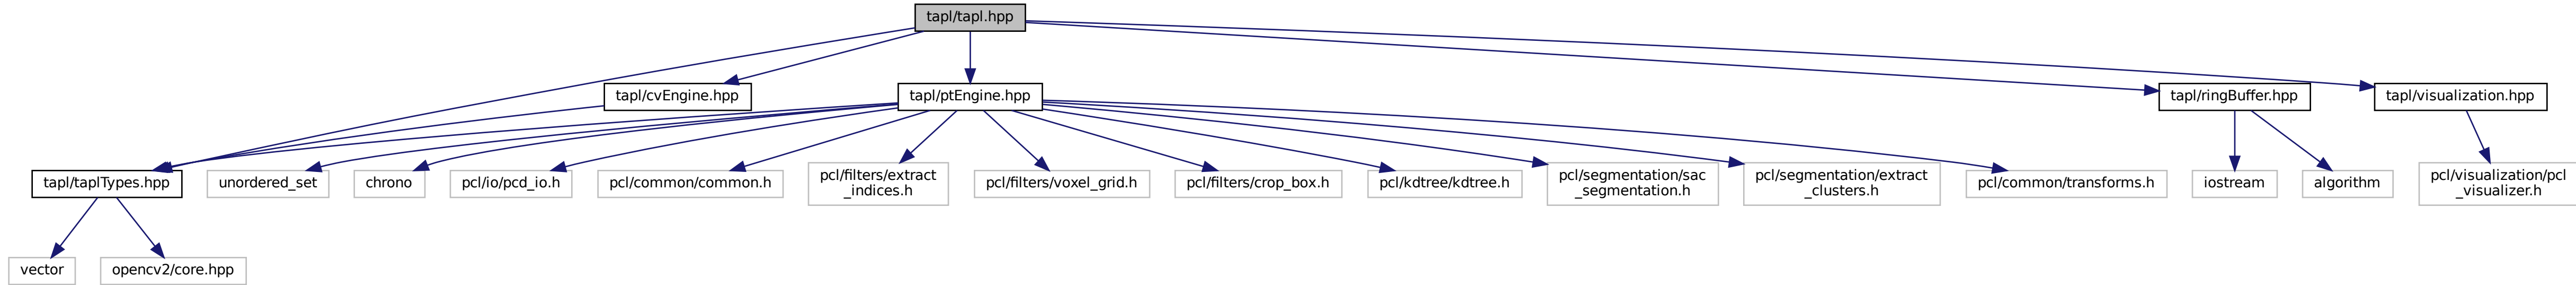 tapl/tapl.hpp
tapl/cvEngine.hpp
tapl/ptEngine.hpp
tapl/ringBuffer.hpp
tapl/visualization.hpp
tapl/taplTypes.hpp
unordered_set
chrono
pcl/io/pcd_io.h
pcl/common/common.h
pcl/filters/extract
_indices.h
pcl/filters/voxel_grid.h
pcl/filters/crop_box.h
pcl/kdtree/kdtree.h
pcl/segmentation/sac
_segmentation.h
pcl/segmentation/extract
_clusters.h
pcl/common/transforms.h
iostream
algorithm
pcl/visualization/pcl
_visualizer.h
vector
opencv2/core.hpp